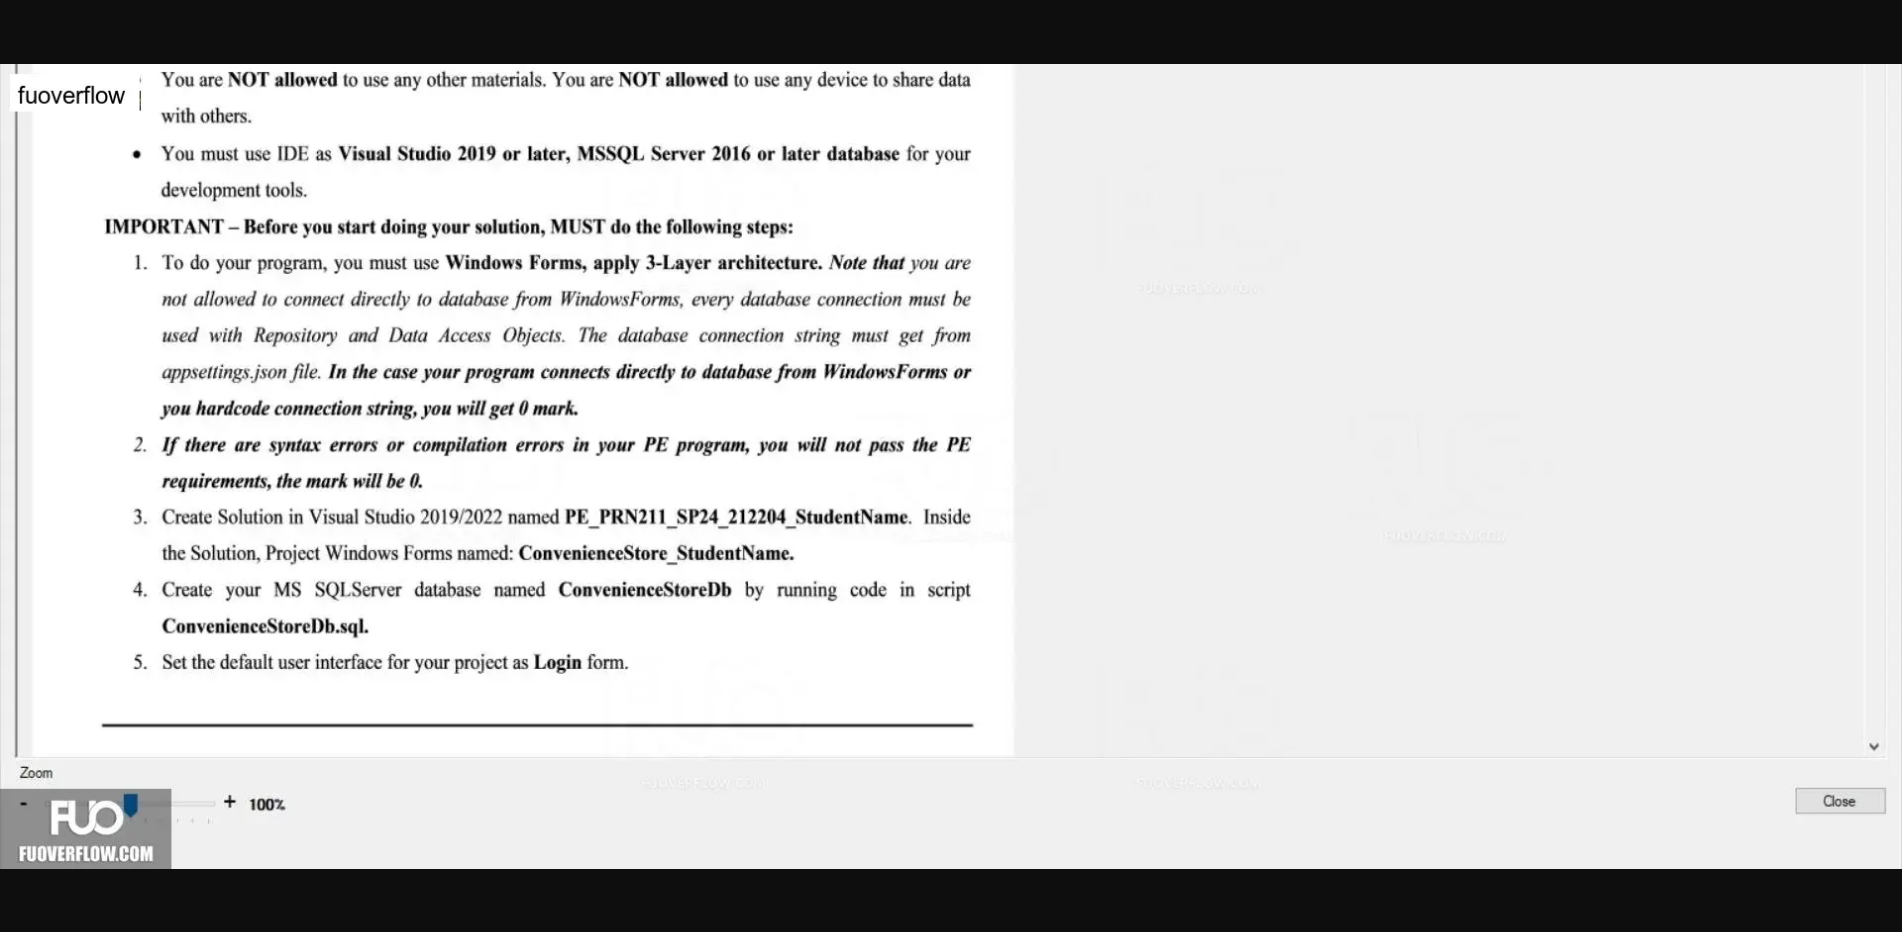 You are NOT allowed to use any other materials. You are NOT allowed to use any device to share data
fuoverflow
with others.
• You must use IDE as Visual Studio 2019 or later, MSSQL Server 2016 or later database for your
development tools.
IMPORTANT – Before you start doing your solution, MUST do the following steps:
1. To do your program, you must use Windows Forms, apply 3-Layer architecture. Note that you are
not allowed to connect directly to database from WindowsForms, every database connection must be
used with Repository and Data Access Objects. The database connection string must get from
appsettings.json file. In the case your program connects directly to database from WindowsForms or
you hardcode connection string, you will get 0 mark.
2. If there are syntax errors or compilation errors in your PE program, you will not pass the PE
requirements, the mark will be 0.
3. Create Solution in Visual Studio 2019/2022 named PE_PRN211_SP24_212204_StudentName. Inside
the Solution, Project Windows Forms named: ConvenienceStore_StudentName.
4. Create your MS SQLServer database named ConvenienceStoreDb by running code in script
ConvenienceStoreDb.sql.
5. Set the default user interface for your project as Login form.
FUOVERFLOW.COM
FUOVERFLOW.COM
FUOVERFLOW.COM
FUOVERFLOW.COM
Zoom
- + 100%
Close
FUO
FUOVERFLOW.COM